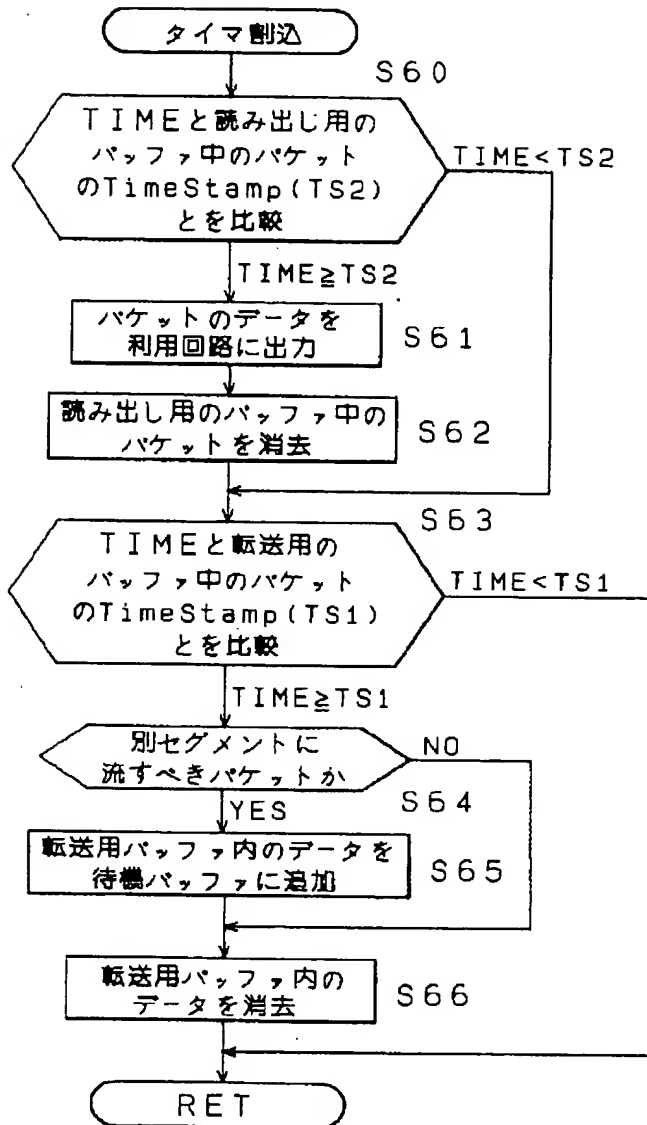 タイマ割込
S60
TIMEと読み出し用の
バッファ中のパケット
のTimeStamp(TS2)
とを比較
TIME<TS2
TIME≧TS2
パケットのデータを
利用回路に出力
S61
読み出し用のバッファ中の
パケットを消去
S62
S63
TIMEと転送用の
バッファ中のパケット
のTimeStamp(TS1)
とを比較
TIME<TS1
TIME≧TS1
別セグメントに
流すべきパケットか
NO
S64
YES
転送用バッファ内のデータを
待機バッファに追加
S65
転送用バッファ内の
データを消去
S66
RET